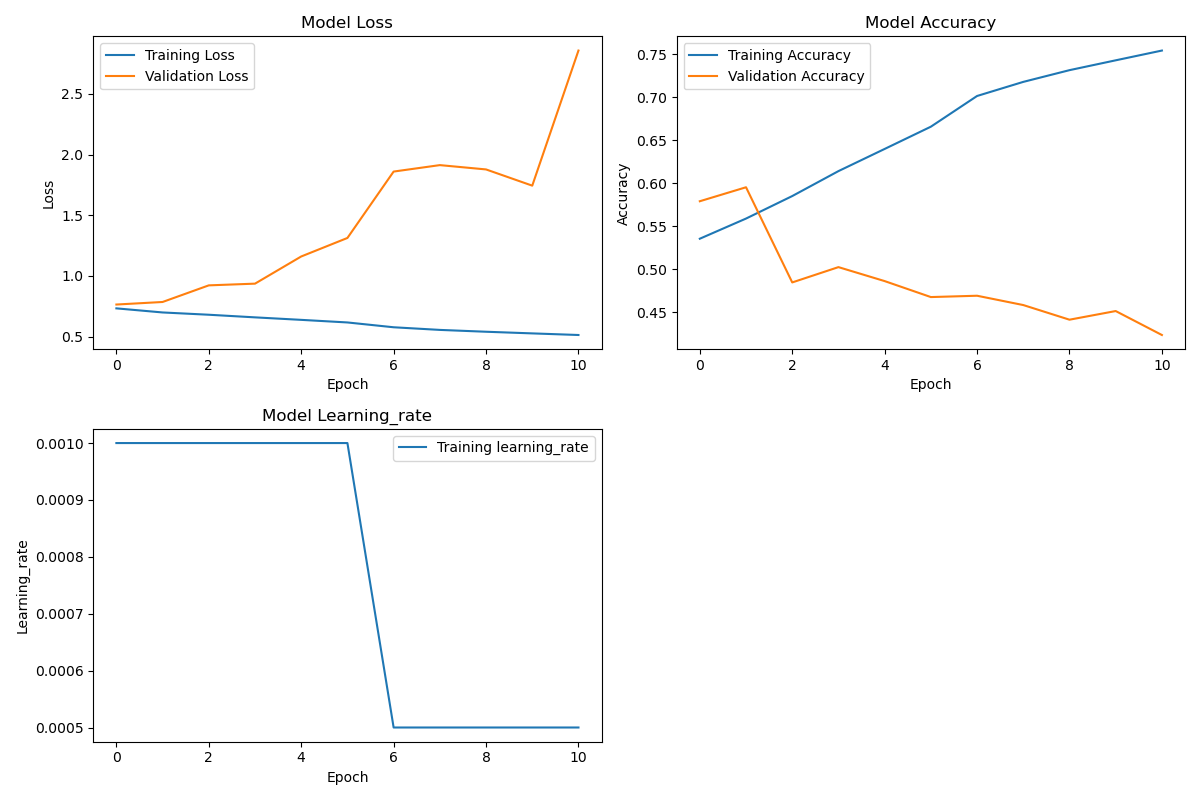 Model Loss
Training Loss
Validation Loss
Loss
2.5
2.0
1.5
1.0
0.5
0 2 4 6 8 10
Epoch
Model Accuracy
Training Accuracy
Validation Accuracy
Accuracy
0.75
0.70
0.65
0.60
0.55
0.50
0.45
0 2 4 6 8 10
Epoch
Model Learning_rate
Training learning_rate
Learning_rate
0.0010
0.0009
0.0008
0.0007
0.0006
0.0005
0 2 4 6 8 10
Epoch